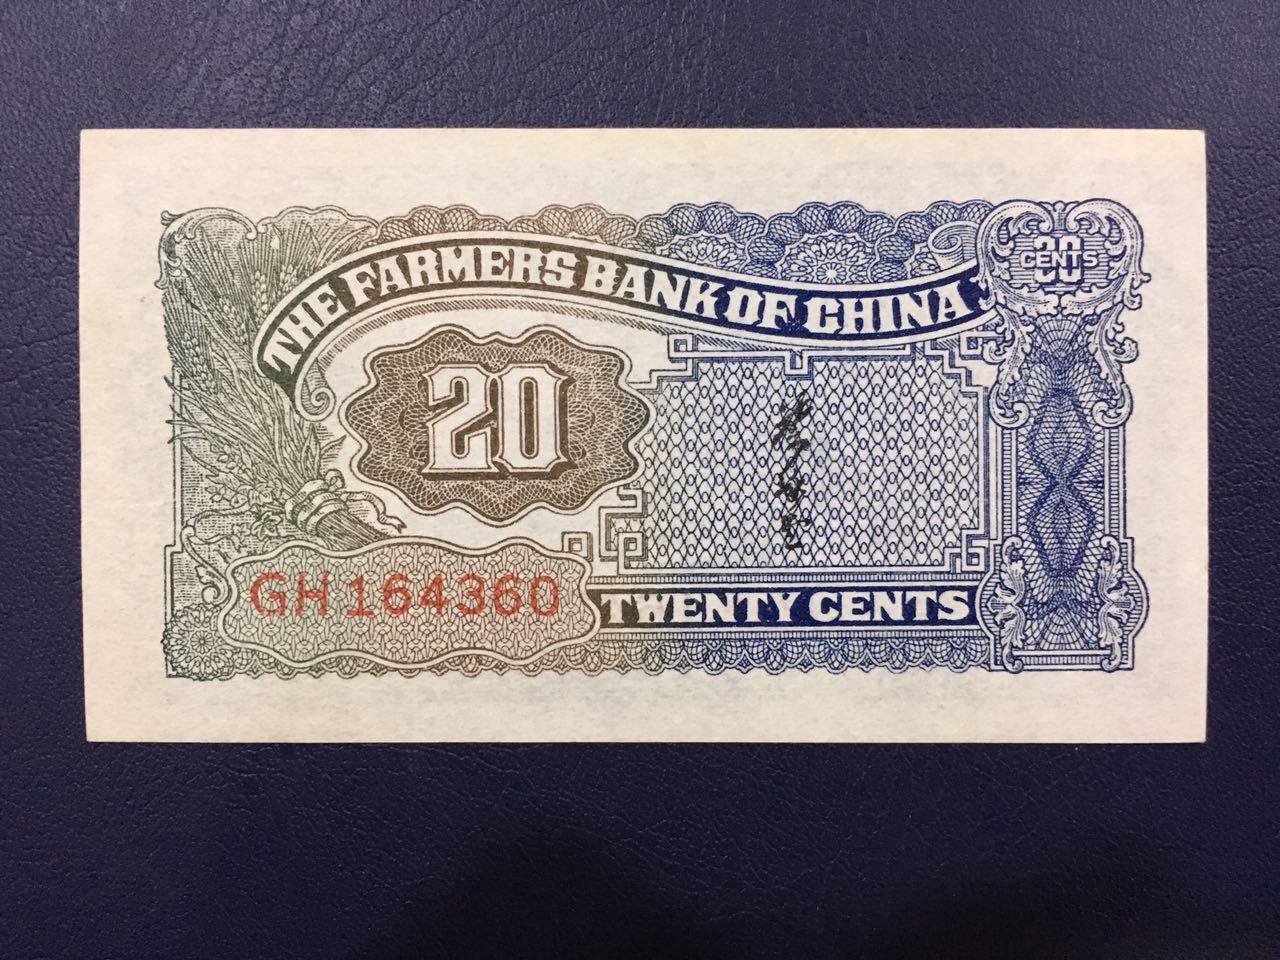 THE FARMERS BANK OF CHINA
20
CENTS
20
GH 164360
TWENTY CENTS